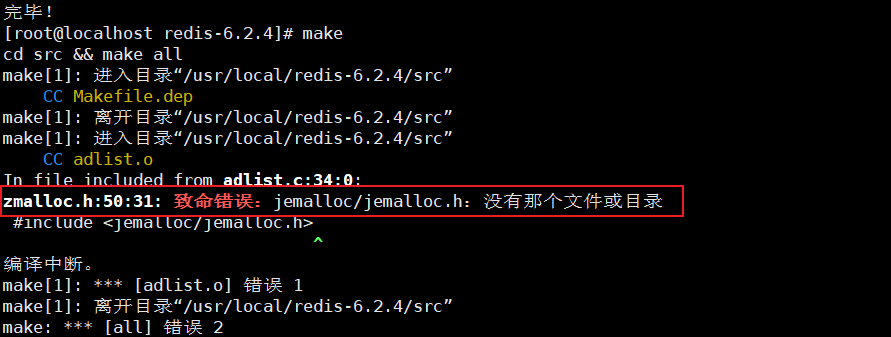 完毕！
[root@localhost redis-6.2.4]# make
cd src && make all
make[1]: 进入目录“/usr/local/redis-6.2.4/src”
    CC Makefile.dep
make[1]: 离开目录“/usr/local/redis-6.2.4/src”
make[1]: 进入目录“/usr/local/redis-6.2.4/src”
    CC adlist.o
In file included from adlist.c:34:0:
zmalloc.h:50:31: 致命错误：jemalloc/jemalloc.h：没有那个文件或目录
 #include <jemalloc/jemalloc.h>
                               ^
编译中断。
make[1]: *** [adlist.o] 错误 1
make[1]: 离开目录“/usr/local/redis-6.2.4/src”
make: *** [all] 错误 2